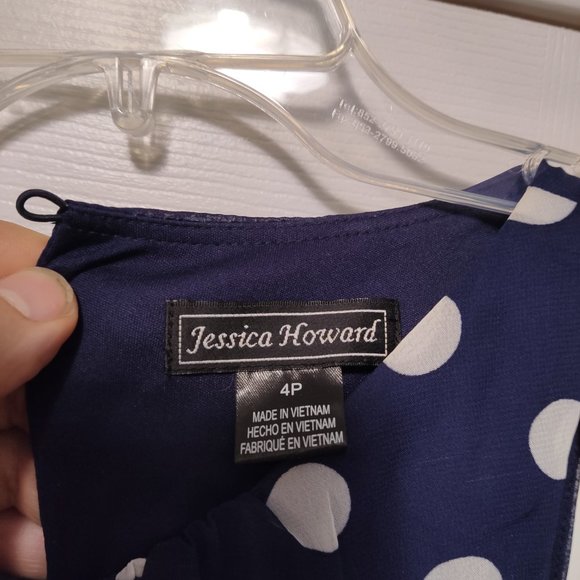 Jessica Howard
4P
MADE IN VIETNAM
HECHO EN VIETNAM
FABRIQUÉ EN VIETNAM